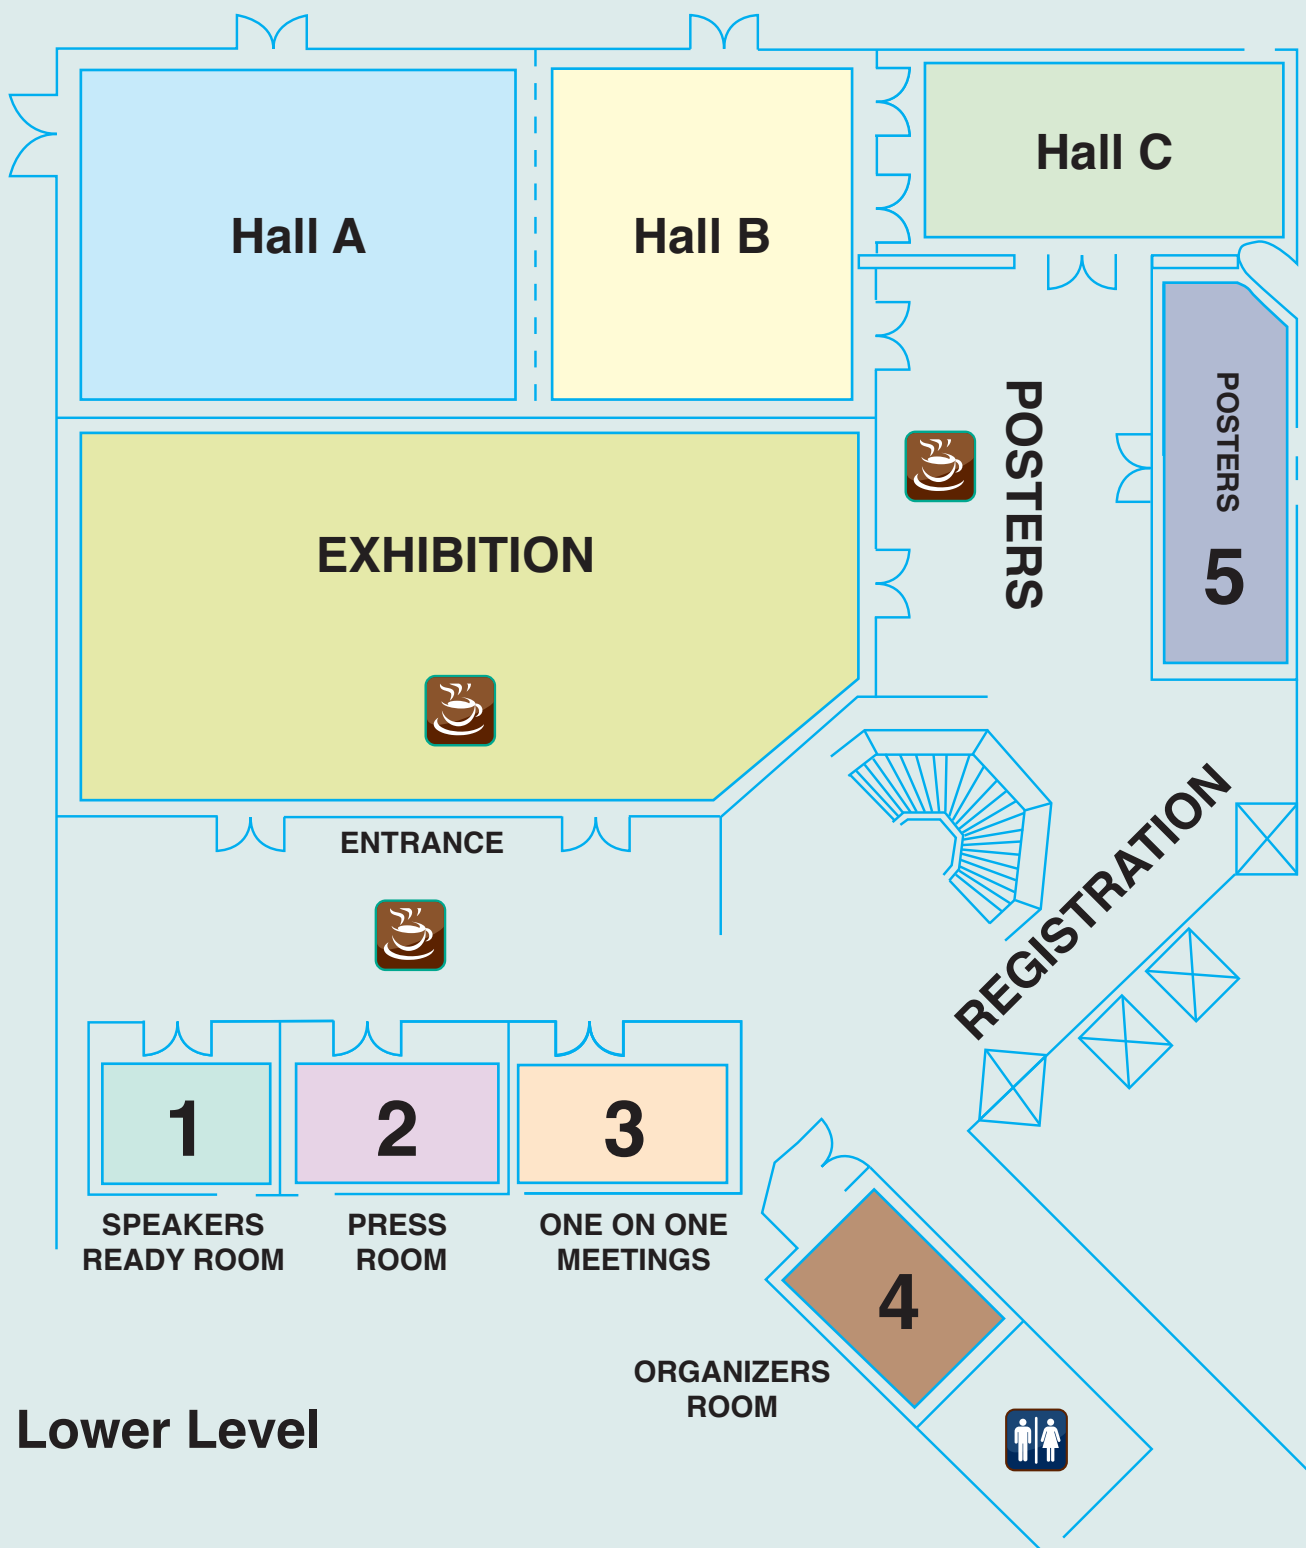 Hall A
Hall B
Hall C
POSTERS
POSTERS
5
EXHIBITION
ENTRANCE
REGISTRATION
1
2
3
SPEAKERS
READY ROOM
PRESS
ROOM
ONE ON ONE
MEETINGS
4
ORGANIZERS
ROOM
Lower Level